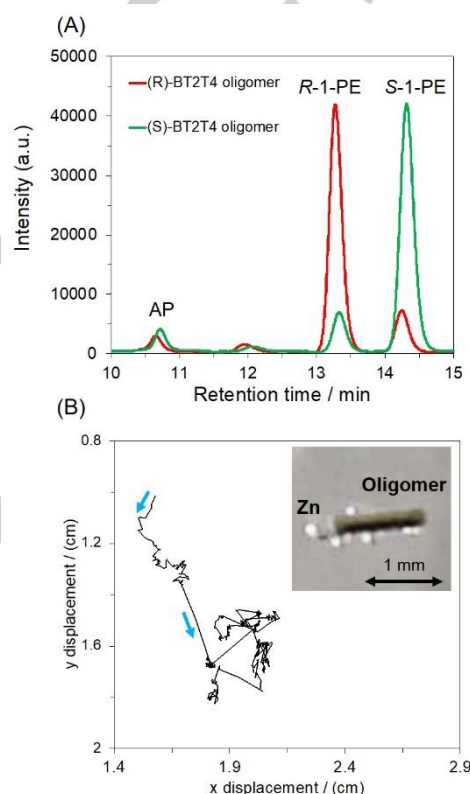 (A)
50000
40000
30000
20000
10000
0
Intensity (a.u.)
(R)-BT2T4 oligomer
(S)-BT2T4 oligomer
R-1-PE
S-1-PE
AP
10 11 12 13 14 15
Retention time / min
(B)
0.8
1.2
1.6
2
y displacement / (cm)
Zn
Oligomer
1 mm
1.4 1.9 2.4 2.9
x displacement / (cm)